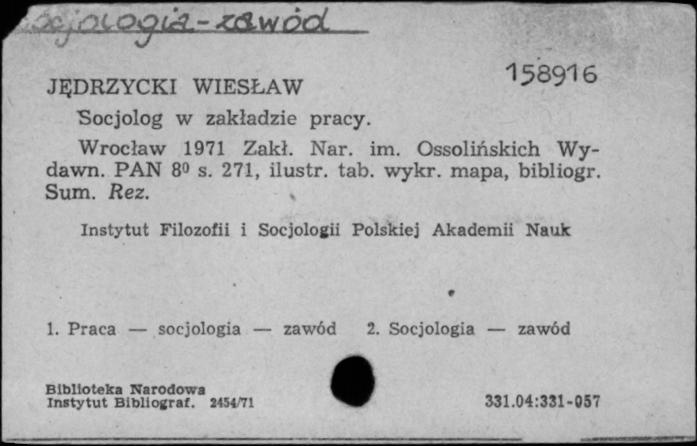 Socjologia - zawód
158916
JĘDRZYCKI WIESŁAW
Socjolog w zakładzie pracy.
Wrocław 1971 Zakł. Nar. im. Ossolińskich Wy-
dawn. PAN 8⁰ s. 271, ilustr. tab. wykr. mapa, bibliogr.
Sum. Rez.
Instytut Filozofii i Socjologii Polskiej Akademii Nauk
1. Praca — socjologia — zawód 2. Socjologia — zawód
Biblioteka Narodowa
Instytut Bibliograf. 2454/71
331.04:331-057